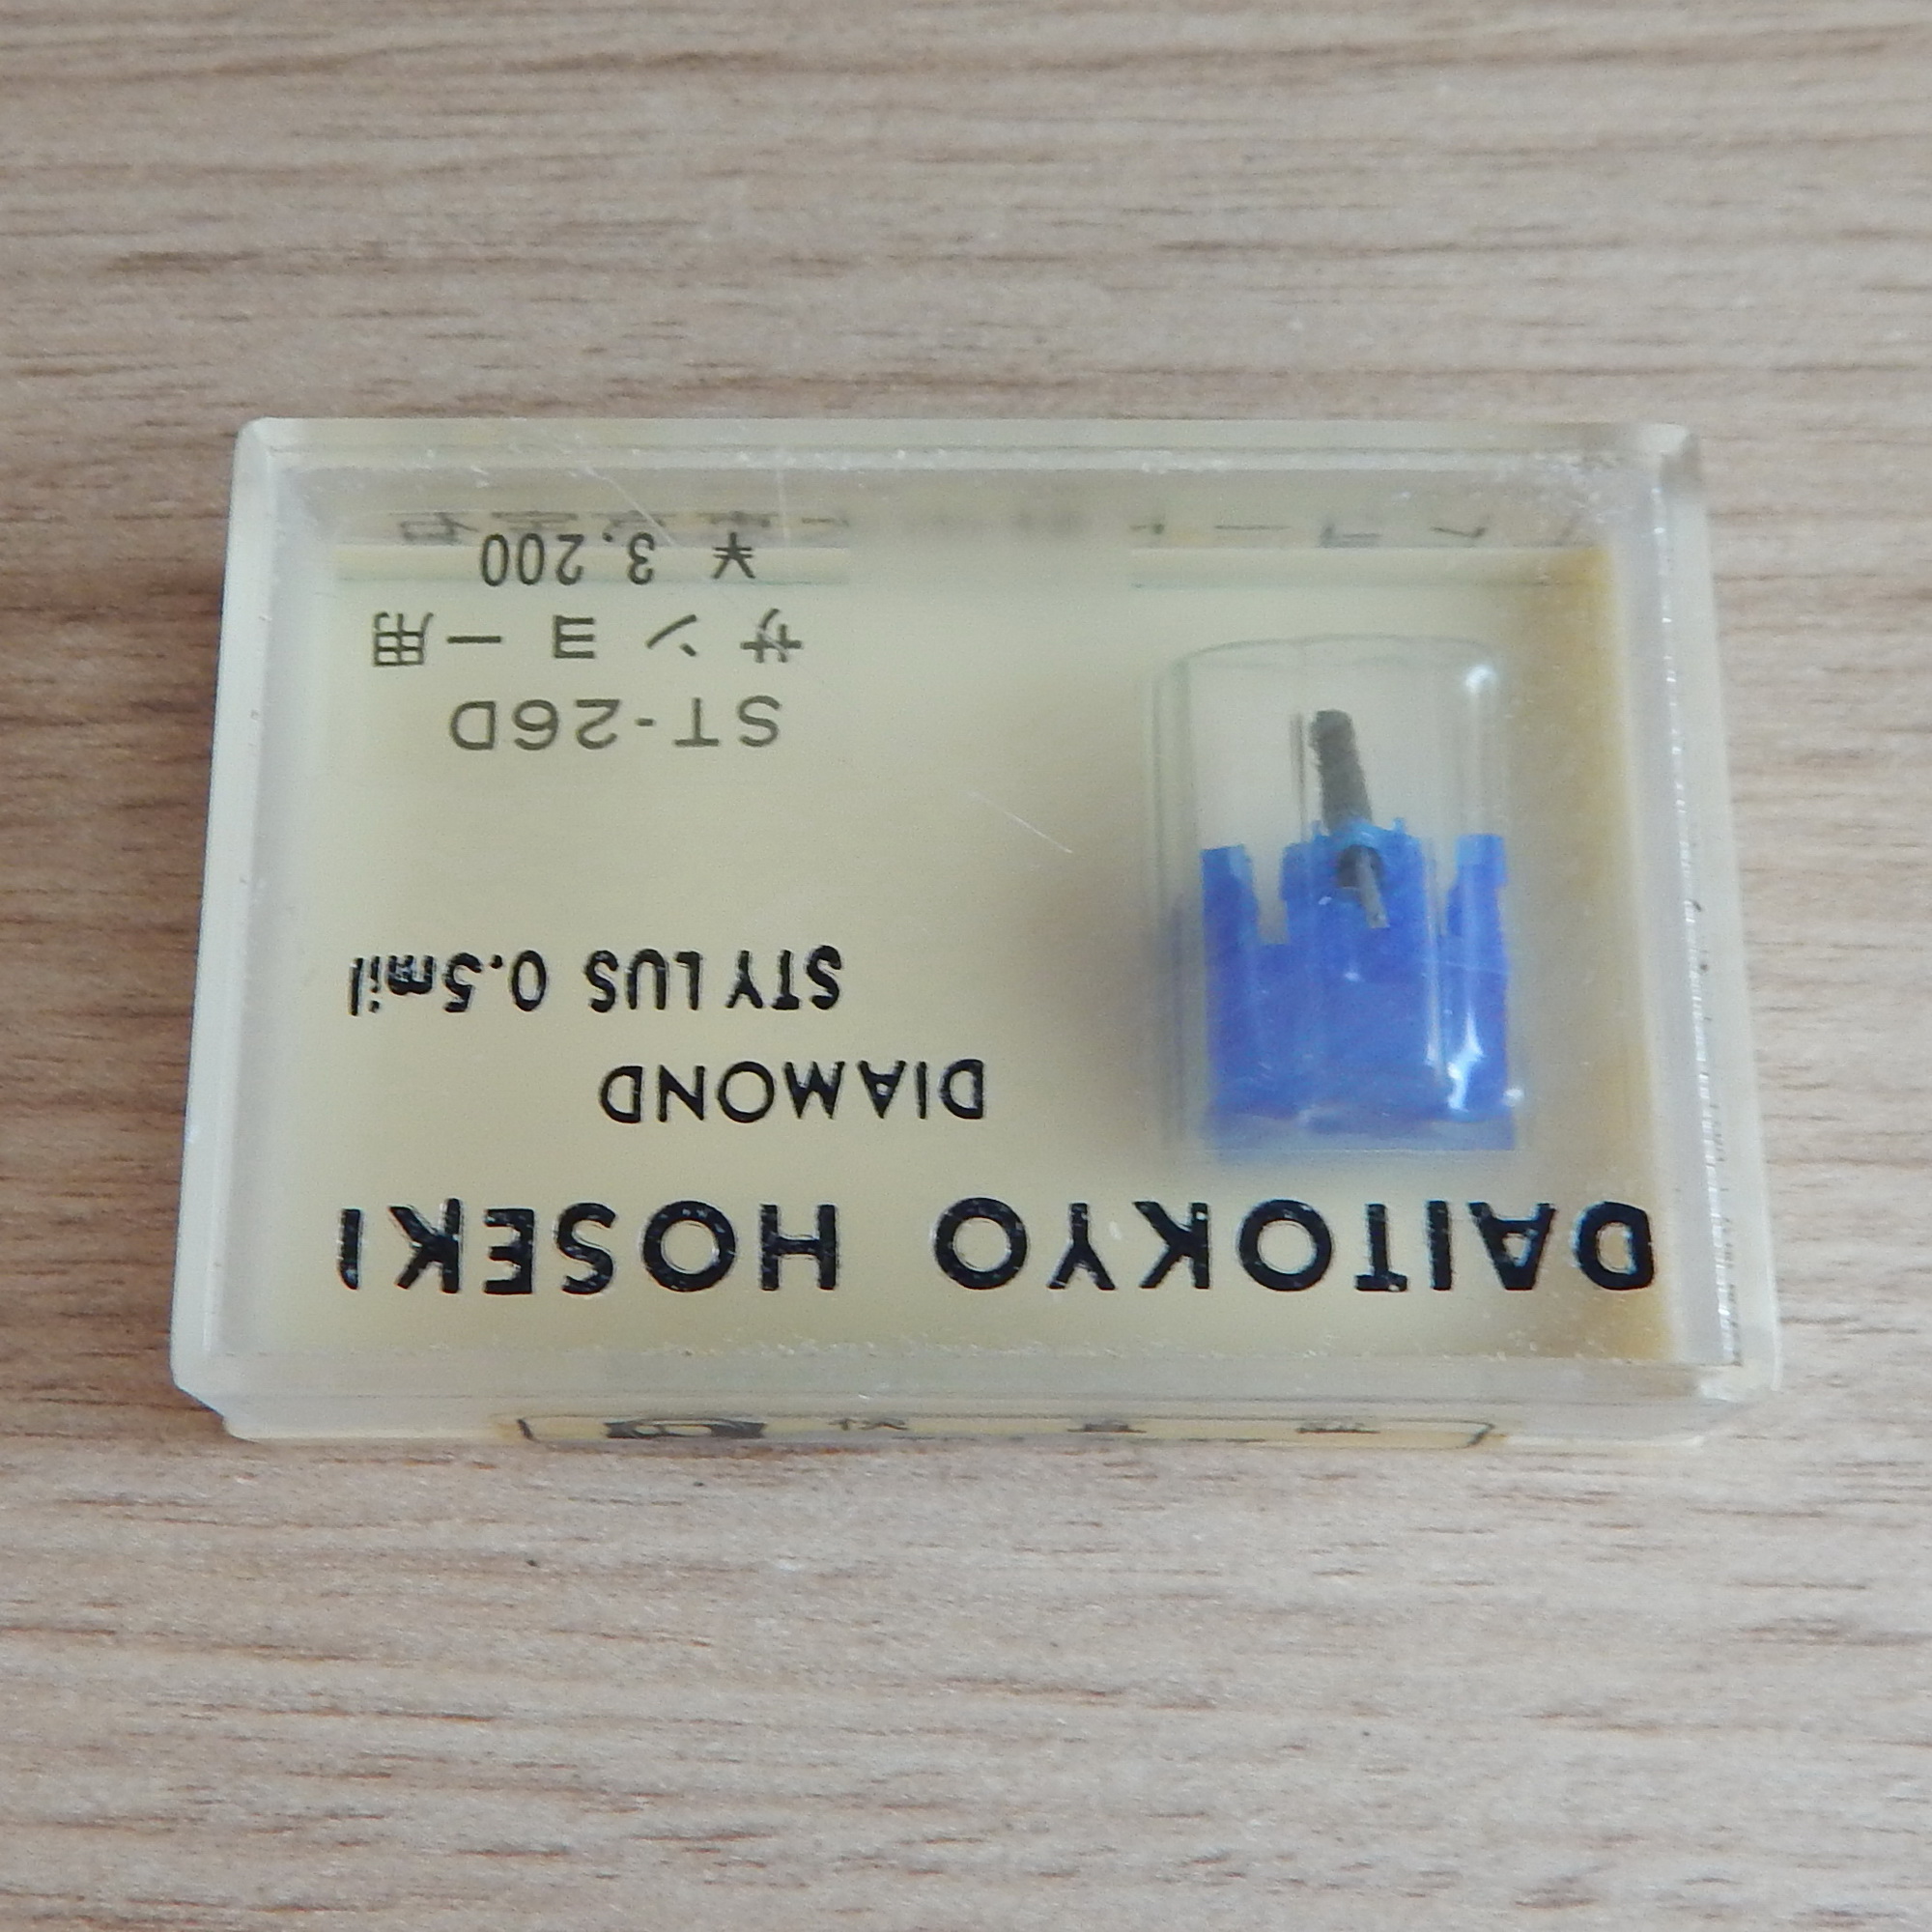 DAITOKYO HOSEKI
DIAMOND
STYLUS 0.5mil
ST-26D
サンヨー用
¥ 3.200